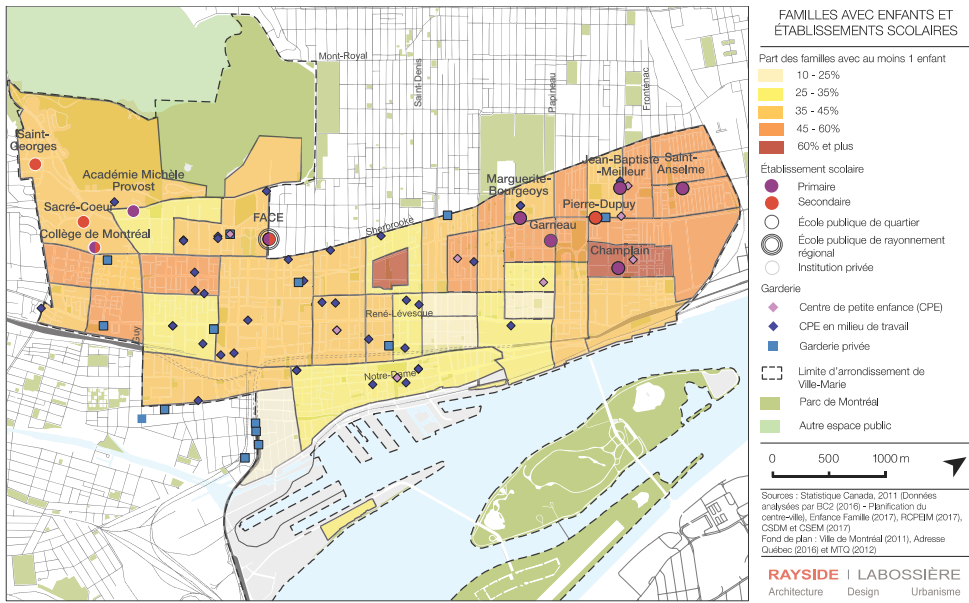 FAMILLES AVEC ENFANTS ET
ÉTABLISSEMENTS SCOLAIRES
Part des familles avec au moins 1 enfant
10 - 25%
25 - 35%
35 - 45%
45 - 60%
60% et plus
Établissement scolaire
Primaire
Secondaire
École publique de quartier
École publique de rayonnement
régional
Institution privée
Garderie
Centre de petite enfance (CPE)
CPE en milieu de travail
Garderie privée
Limite d'arrondissement de
Ville-Marie
Parc de Montréal
Autre espace public
0 500 1000 m
Sources : Statistique Canada, 2011 (Données
analysées par BC2 (2016) - Planification du
centre-ville), Enfance Famille (2017), RCPEIM (2017),
CSDM et CSEM (2017)
Fond de plan : Ville de Montréal (2011), Adresse
Québec (2016) et MTQ (2012)
RAYSIDE | LABOSSIÈRE
Architecture Design Urbanisme
Mont-Royal
Saint-Denis
Papineau
Frontenac
Saint-
Georges
Académie Michèle
Provost
Sacré-Coeur
Collège de Montréal
FACE
Sherbrooke
Marguerite-
Bourgeoys
Jean-Baptiste
-Meilleur
Saint-
Anselme
Pierre-Dupuy
Garneau
Champlain
René-Lévesque
Guy
Notre-Dame